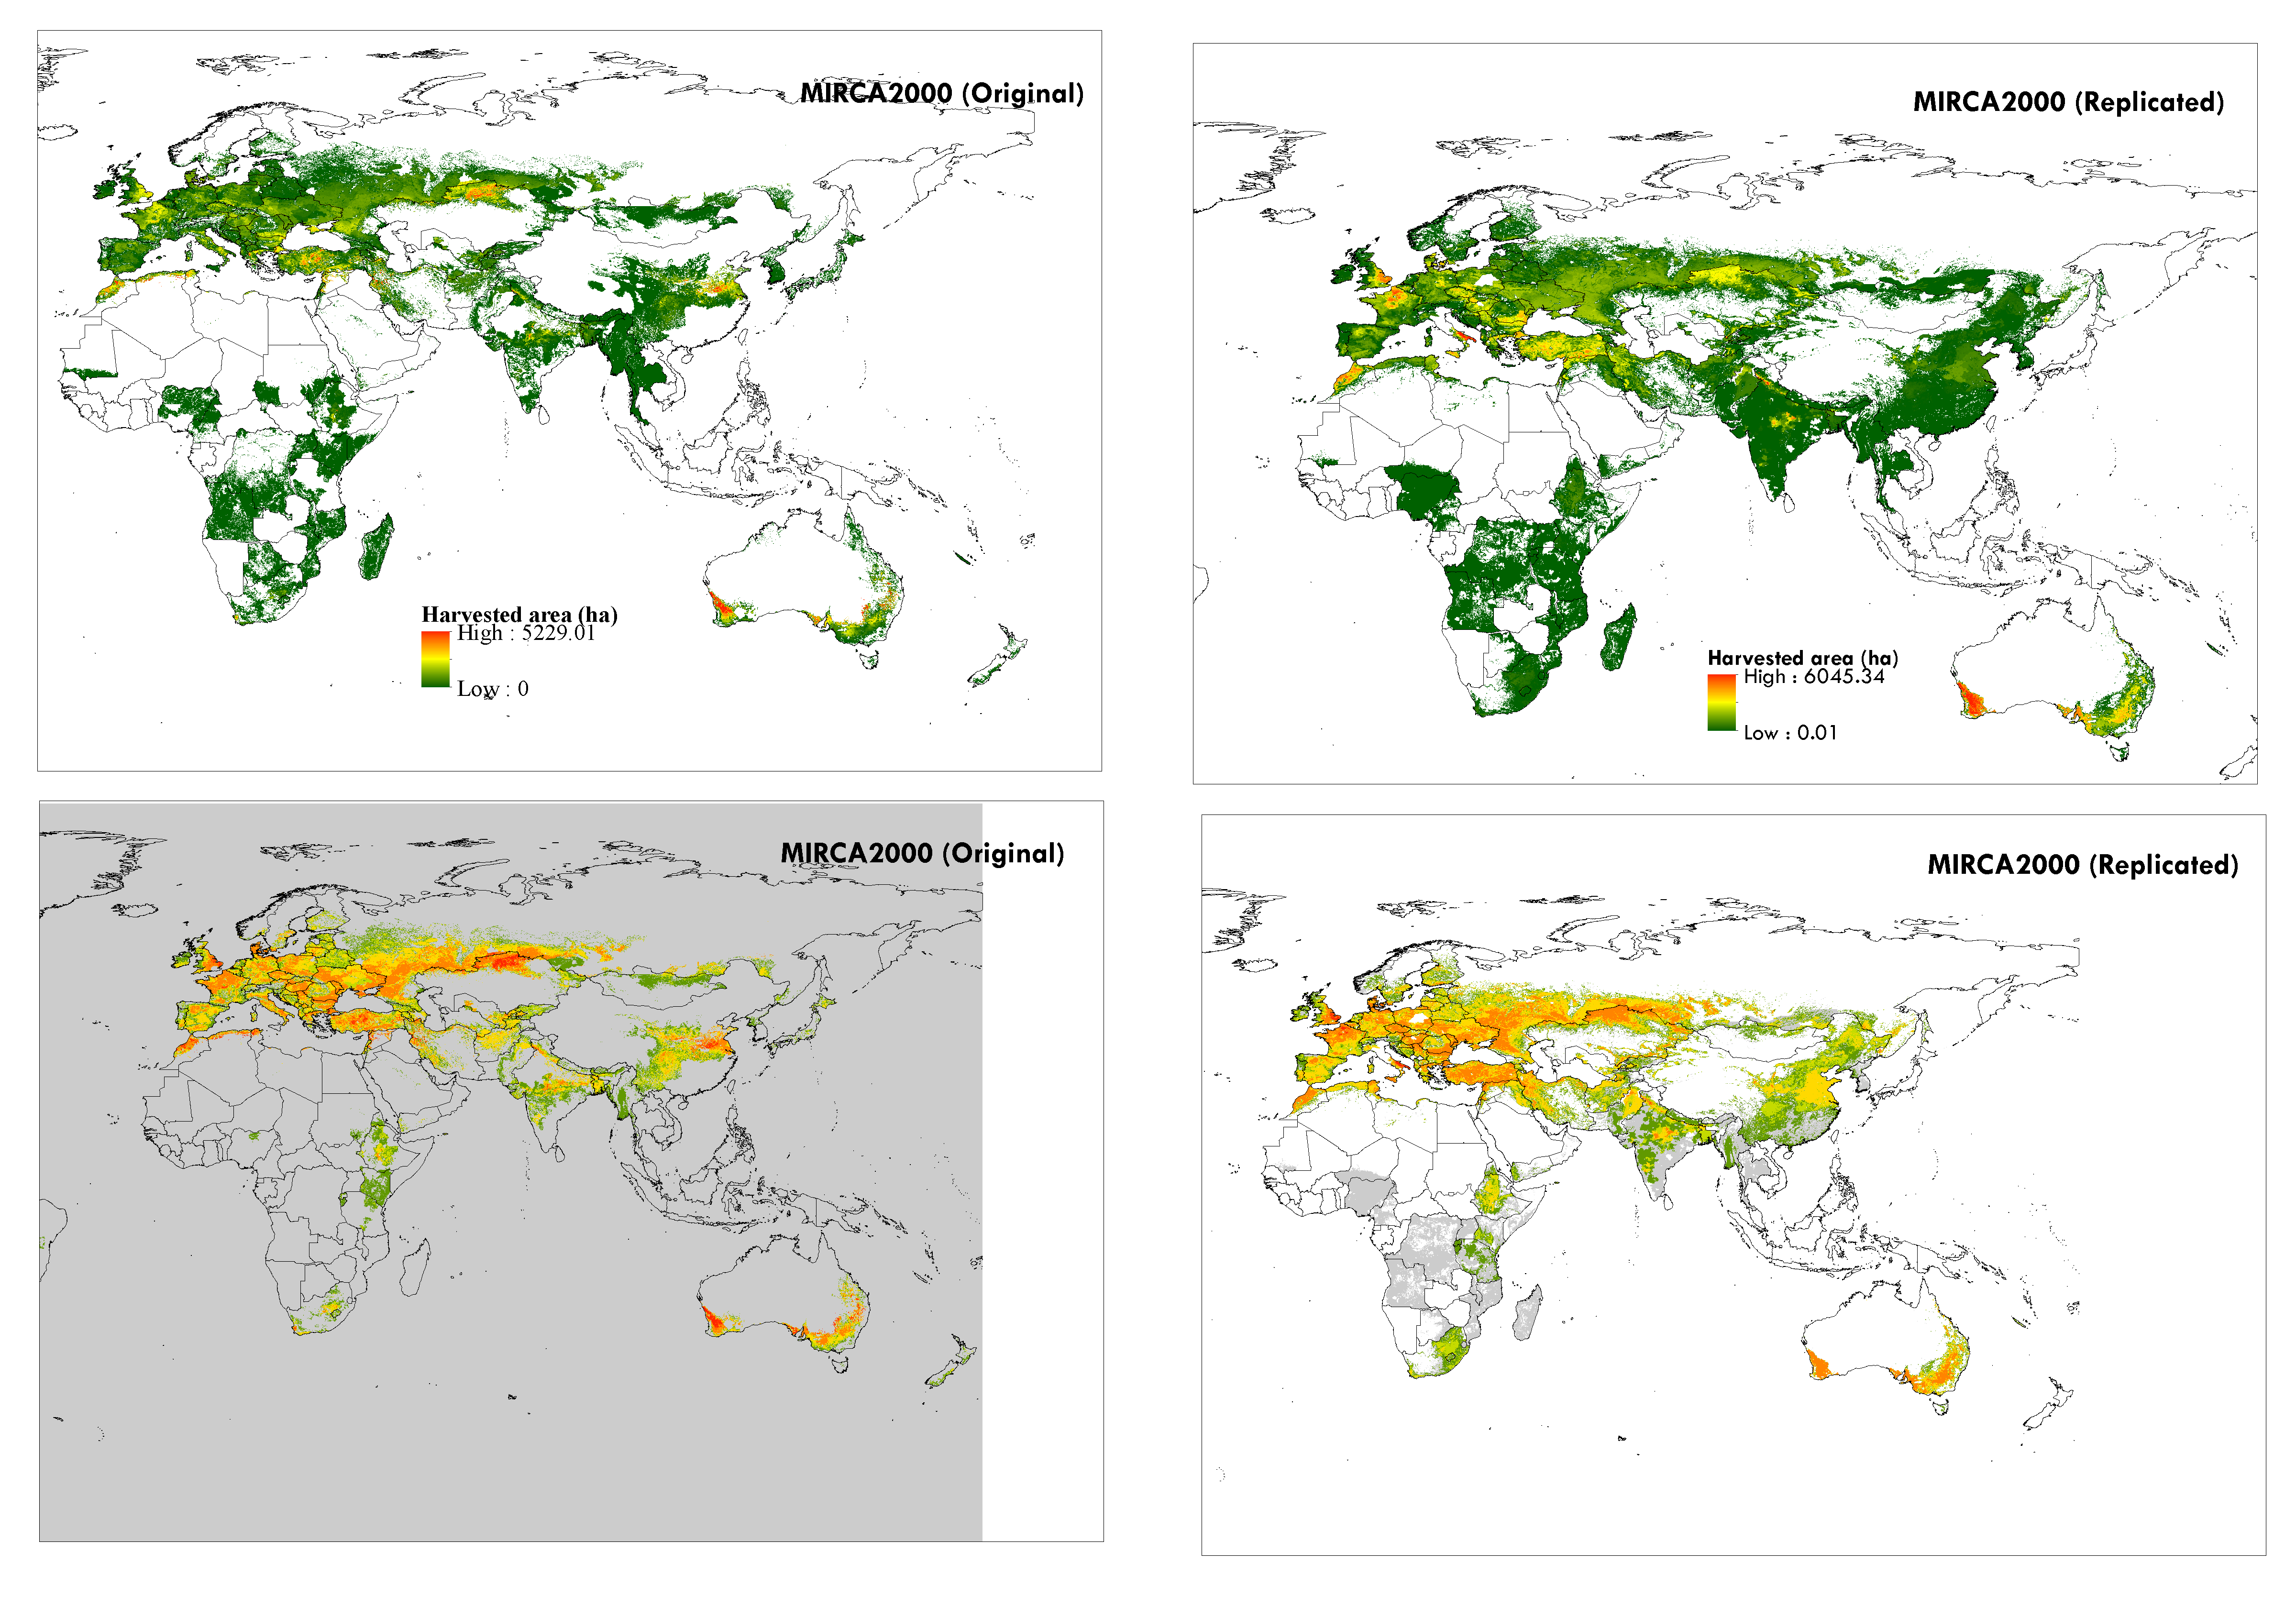 MIRCA2000 (Original)
Harvested area (ha)
High : 5229.01
Low : 0
MIRCA2000 (Replicated)
Harvested area (ha)
High : 6045.34
Low : 0.01
MIRCA2000 (Original)
MIRCA2000 (Replicated)